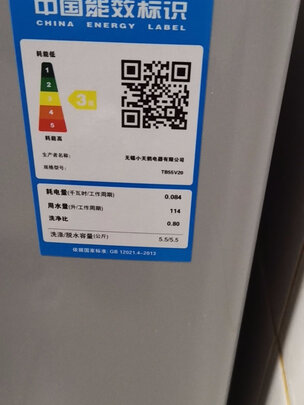 中国能效标识
CHINA ENERGY LABEL
耗能低
1
2
3
4
5
3级
耗能高
生产者名称：
无锡小天鹅电器有限公司
规格型号：
TB55V20
耗电量(千瓦时/工作周期)
0.084
用水量(升/工作周期)
114
洗净比
0.80
洗涤/脱水容量(公斤)
5.5/5.5
依据国家标准: GB 12021.4-2013